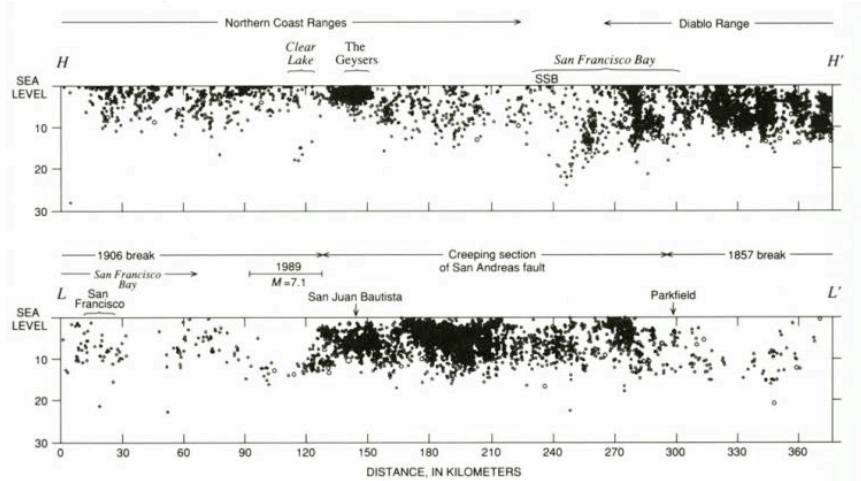 Northern Coast Ranges
Diablo Range
Clear
Lake
The
Geysers
San Francisco Bay
H
SSB
H'
SEA
LEVEL
10
20
30
1906 break
Creeping section
of San Andreas fault
1857 break
San Francisco
Bay
1989
M =7.1
L
San
Francisco
San Juan Bautista
Parkfield
L'
SEA
LEVEL
10
20
30
0 30 60 90 120 150 180 210 240 270 300 330 360
DISTANCE, IN KILOMETERS